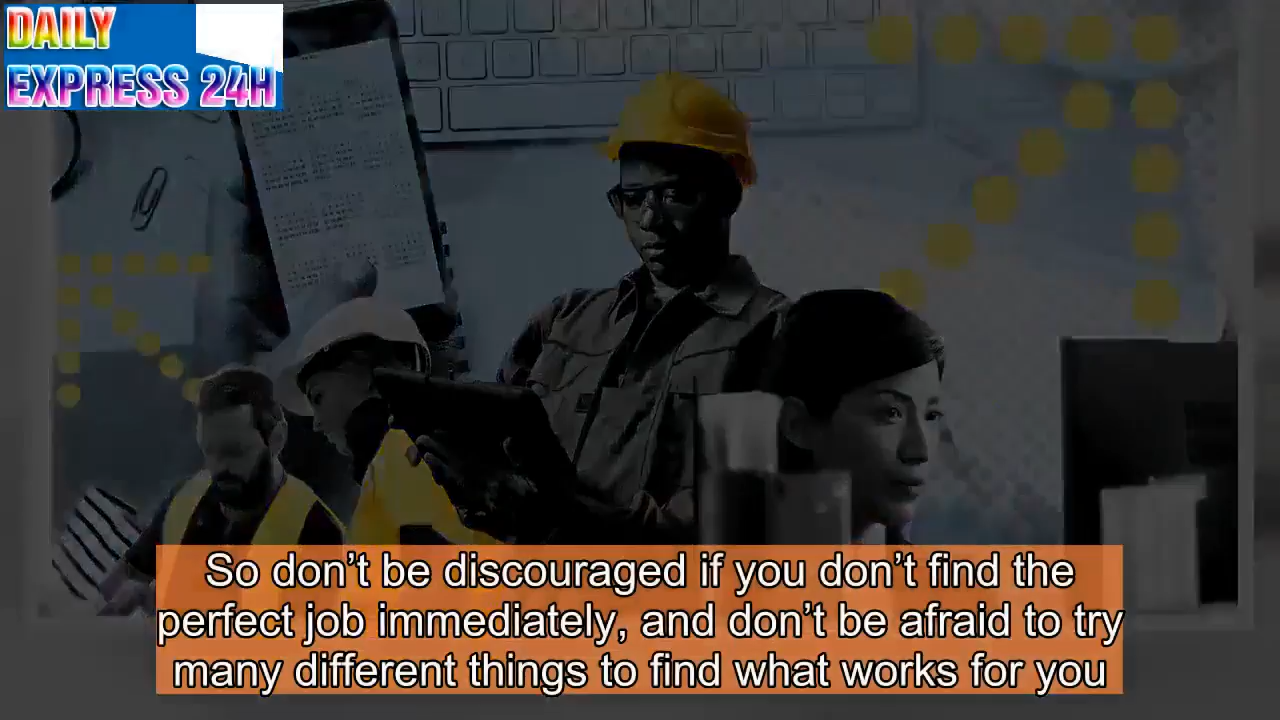 DAILY
EXPRESS 24H
So don’t be discouraged if you don’t find the
perfect job immediately, and don’t be afraid to try
many different things to find what works for you